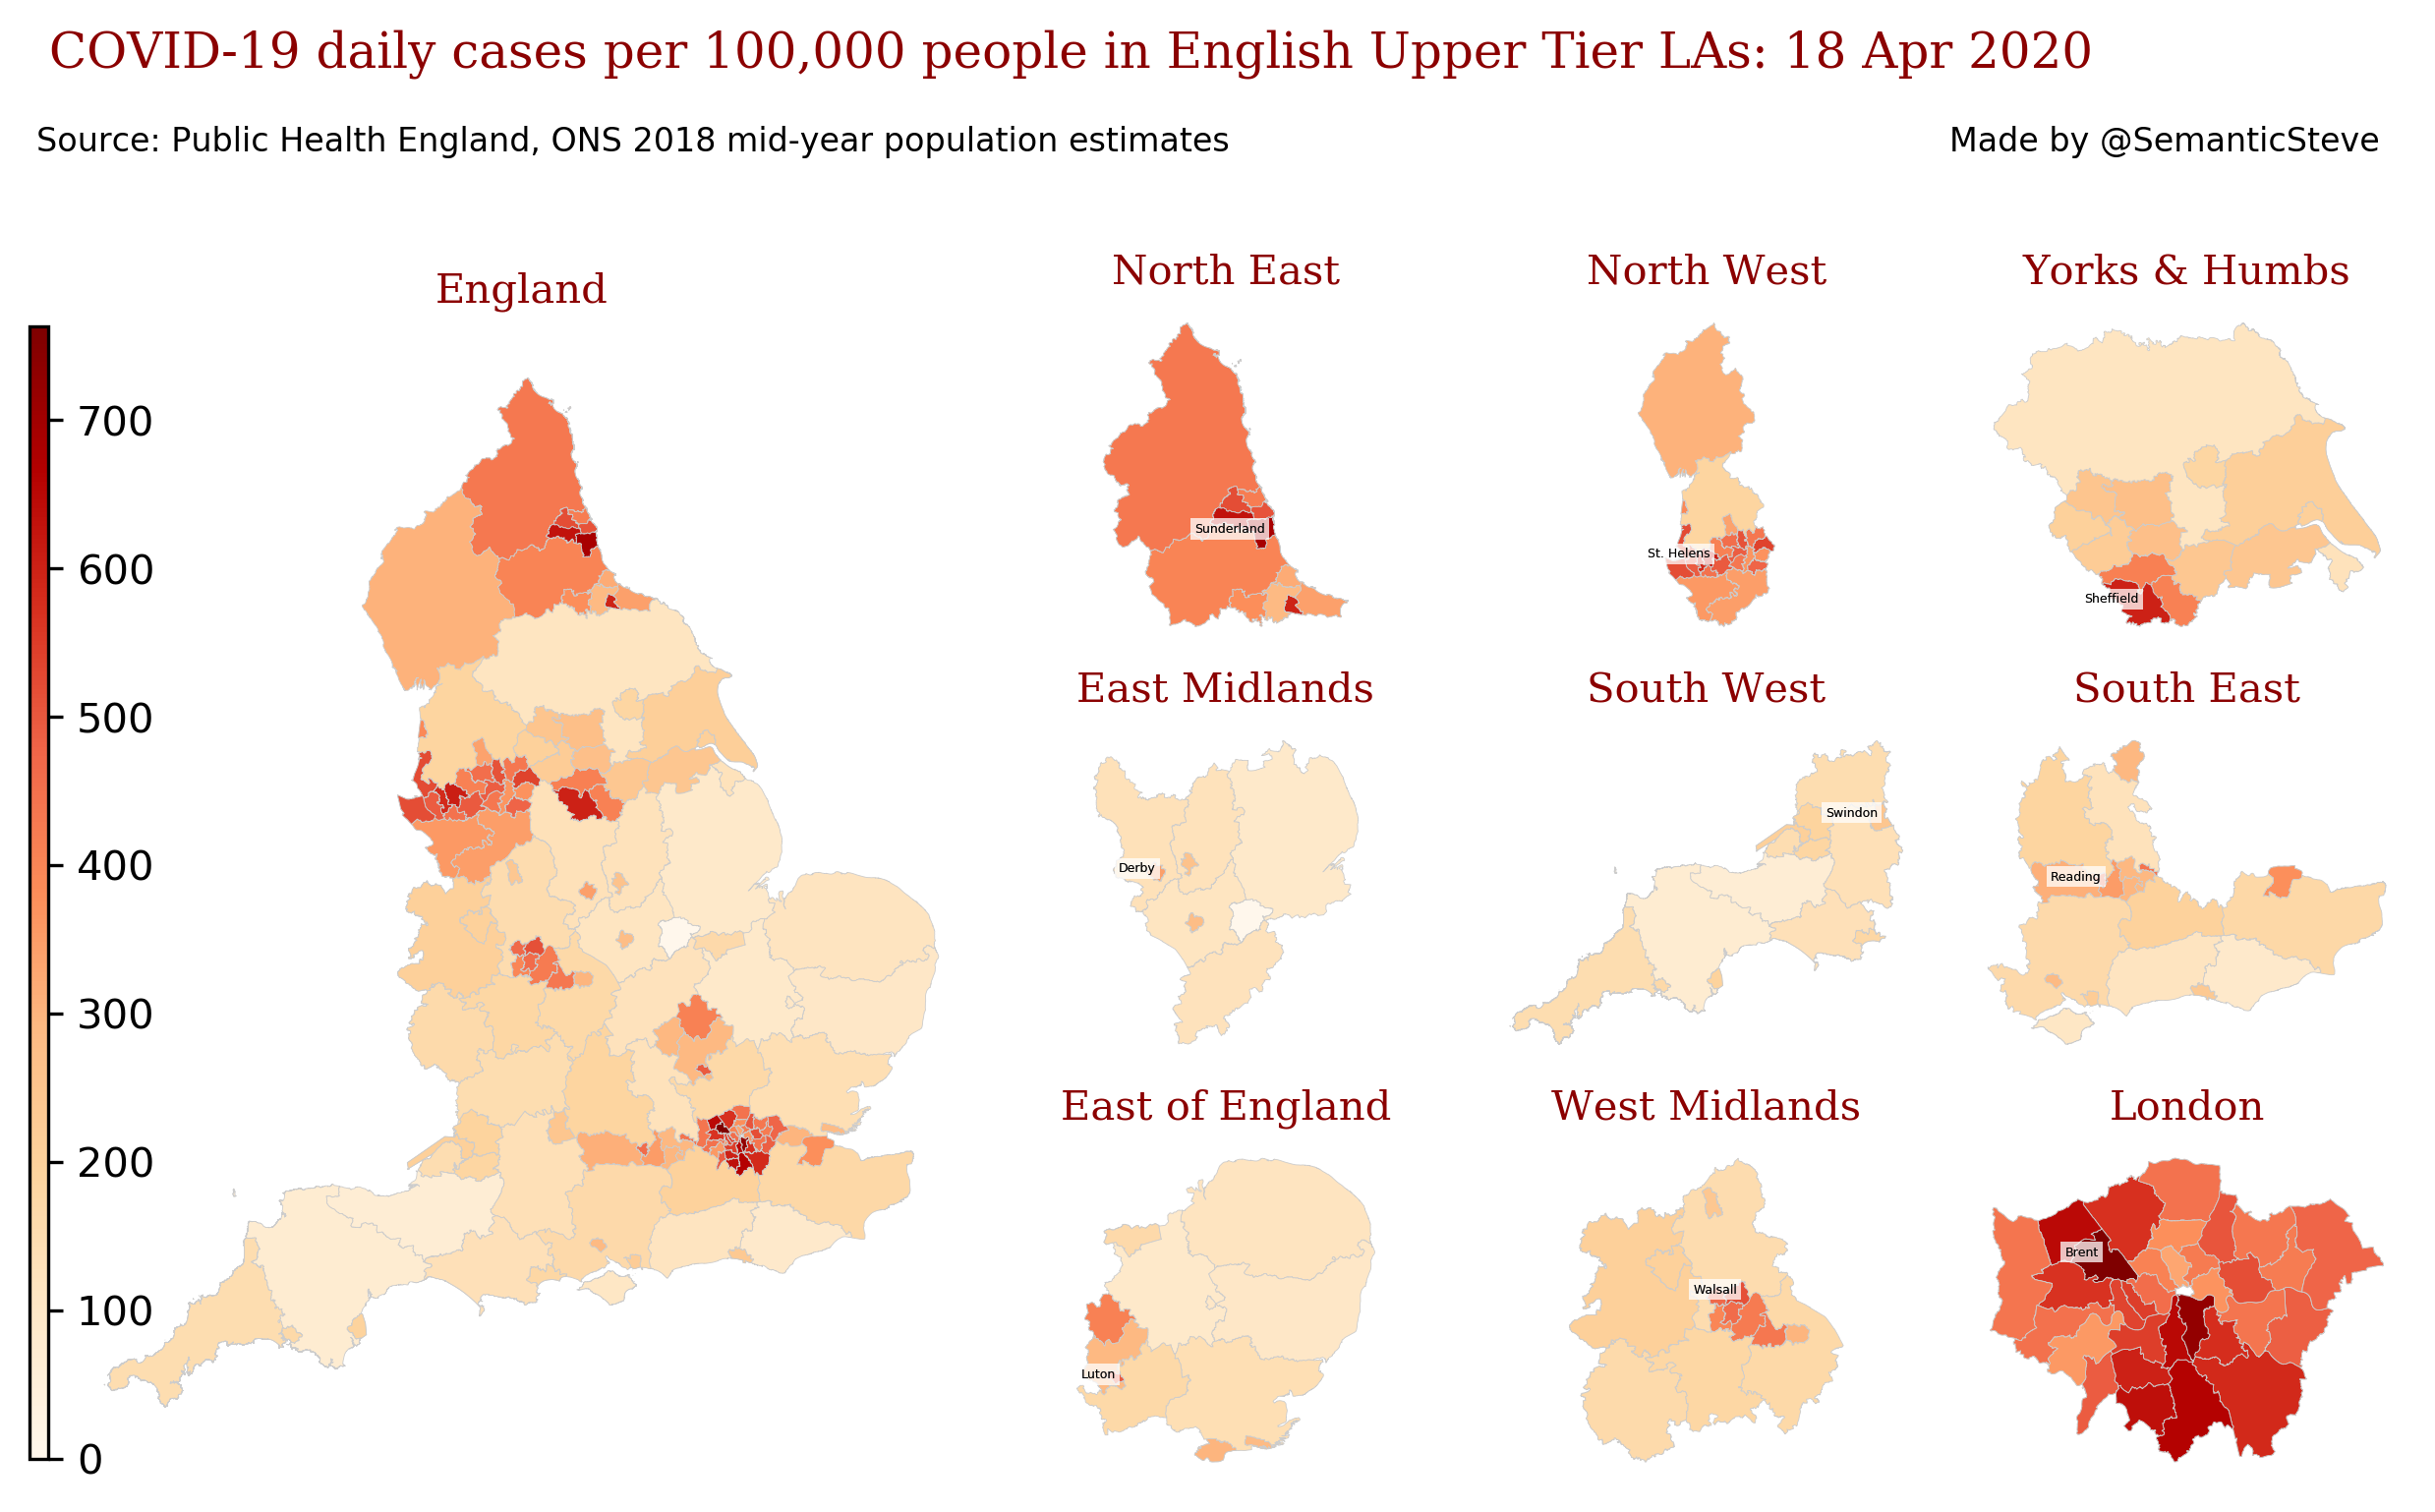 COVID-19 daily cases per 100,000 people in English Upper Tier LAs: 18 Apr 2020
Source: Public Health England, ONS 2018 mid-year population estimates
Made by @SemanticSteve
England
700
600
500
400
300
200
100
0
North East
Sunderland
North West
St. Helens
Yorks & Humbs
Sheffield
East Midlands
Derby
South West
Swindon
South East
Reading
East of England
Luton
West Midlands
Walsall
London
Brent